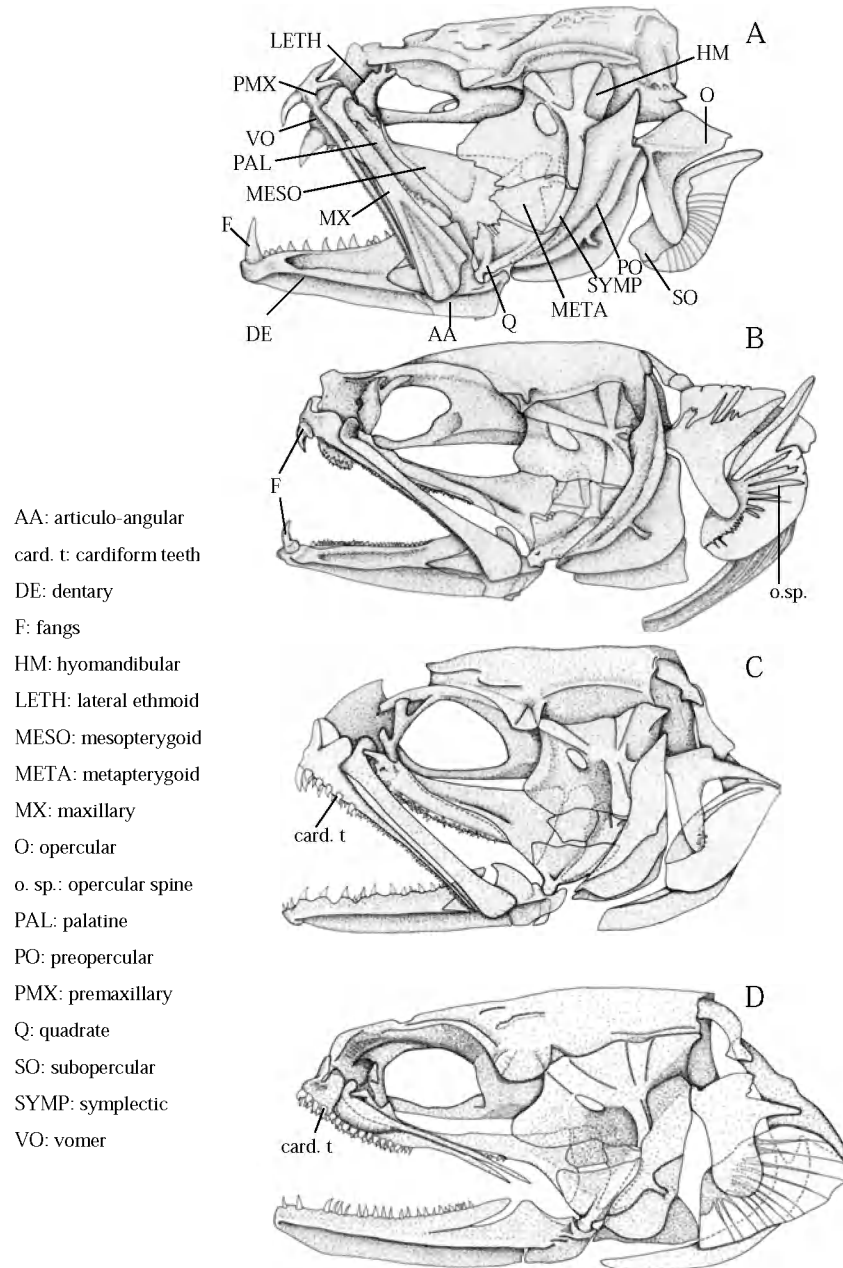 A
LETH
HM
PMX
O
VO
PAL
MESO
MX
F
PO
SYMP
SO
META
Q
DE
AA
B
F
o.sp.
AA: articulo-angular
card. t: cardiform teeth
DE: dentary
F: fangs
HM: hyomandibular
LETH: lateral ethmoid
MESO: mesopterygoid
META: metapterygoid
MX: maxillary
O: opercular
o. sp.: opercular spine
PAL: palatine
PO: preopercular
PMX: premaxillary
Q: quadrate
SO: subopercular
SYMP: symplectic
VO: vomer
C
card. t
D
card. t